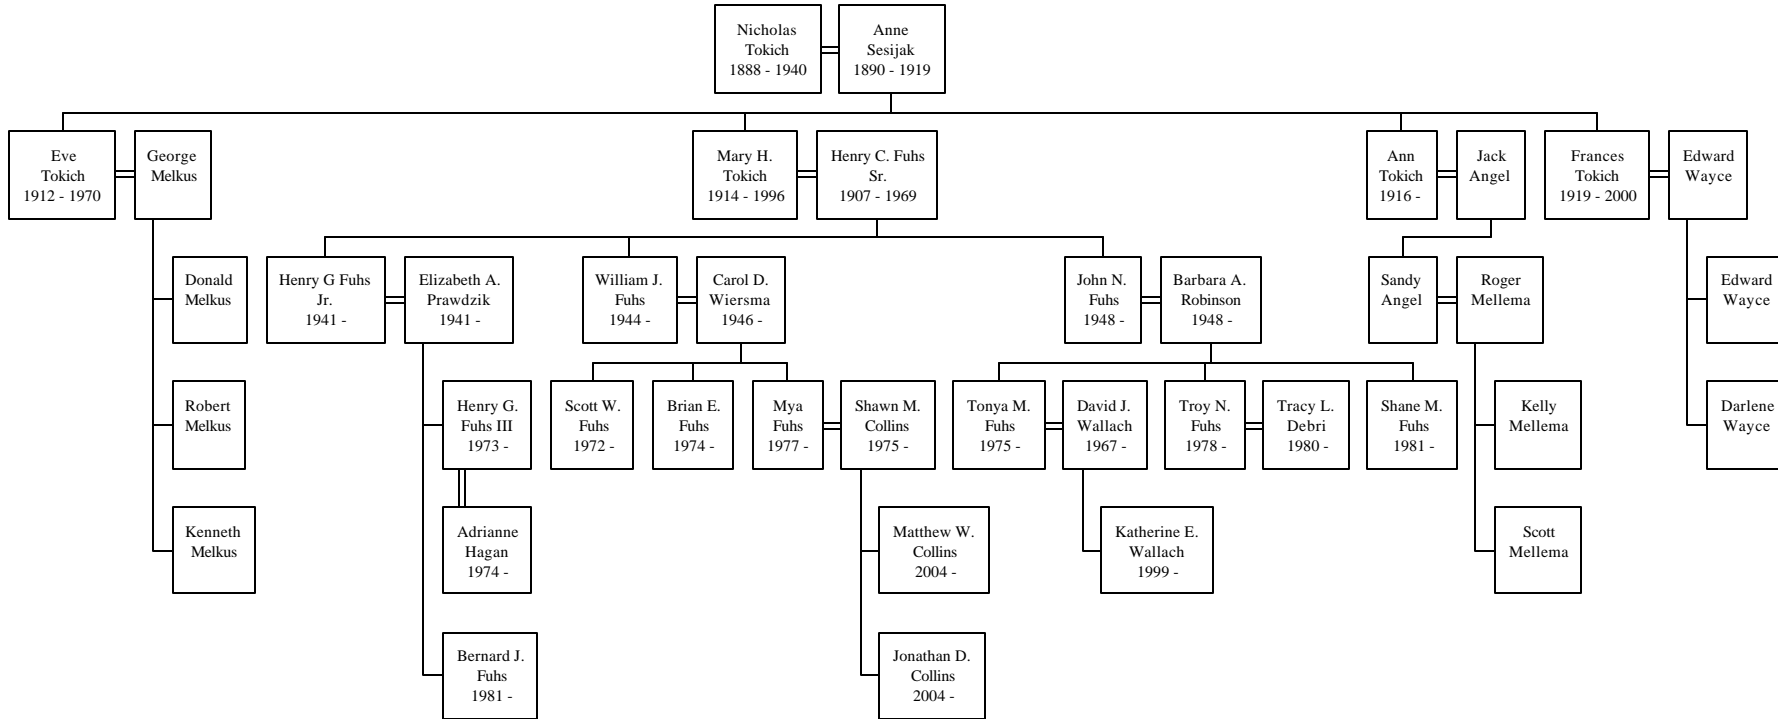 Nicholas
Tokich
1888 - 1940
Anne
Sesijak
1890 - 1919
Eve
Tokich
1912 - 1970
George
Melkus
Mary H.
Tokich
1914 - 1996
Henry C. Fuhs
Sr.
1907 - 1969
Ann
Tokich
1916 -
Jack
Angel
Frances
Tokich
1919 - 2000
Edward
Wayce
Donald
Melkus
Henry G Fuhs
Jr.
1941 -
Elizabeth A.
Prawdzik
1941 -
William J.
Fuhs
1944 -
Carol D.
Wiersma
1946 -
John N.
Fuhs
1948 -
Barbara A.
Robinson
1948 -
Sandy
Angel
Roger
Mellema
Edward
Wayce
Robert
Melkus
Henry G.
Fuhs III
1973 -
Scott W.
Fuhs
1972 -
Brian E.
Fuhs
1974 -
Mya
Fuhs
1977 -
Shawn M.
Collins
1975 -
Tonya M.
Fuhs
1975 -
David J.
Wallach
1967 -
Troy N.
Fuhs
1978 -
Tracy L.
Debri
1980 -
Shane M.
Fuhs
1981 -
Kelly
Mellema
Darlene
Wayce
Kenneth
Melkus
Adrianne
Hagan
1974 -
Matthew W.
Collins
2004 -
Katherine E.
Wallach
1999 -
Scott
Mellema
Bernard J.
Fuhs
1981 -
Jonathan D.
Collins
2004 -